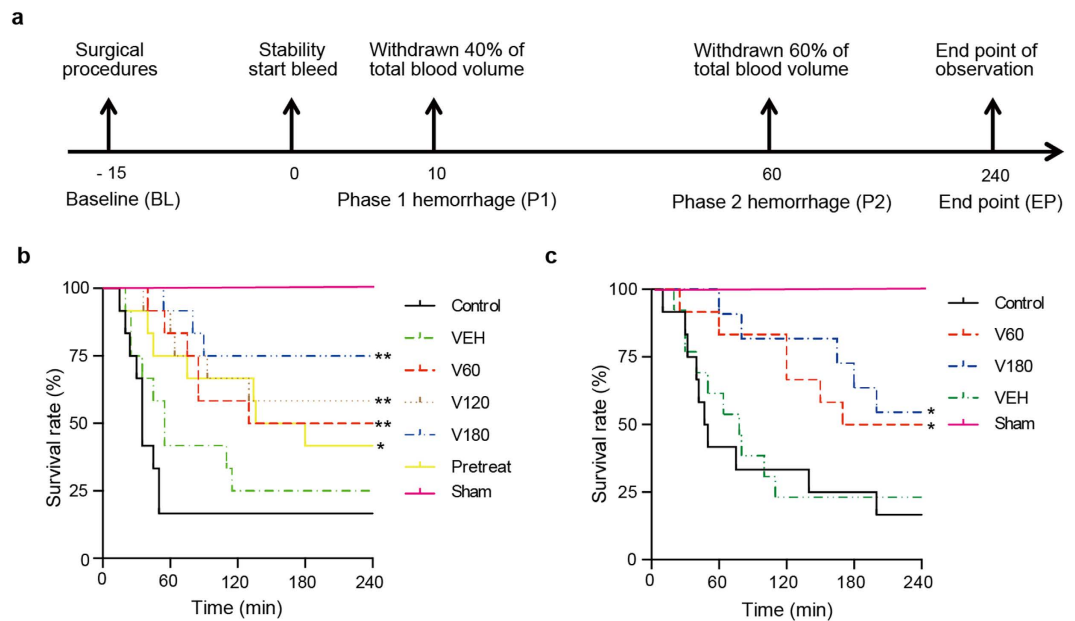 a
Surgical
procedures
Stability
start bleed
Withdrawn 40% of
total blood volume
Withdrawn 60% of
total blood volume
End point of
observation
- 15
0
10
60
240
Baseline (BL)
Phase 1 hemorrhage (P1)
Phase 2 hemorrhage (P2)
End point (EP)
b
Survival rate (%)
100
75
50
25
0
0
60
120
180
240
Time (min)
**
**
**
*
Control
VEH
V60
V120
V180
Pretreat
Sham
c
Survival rate (%)
100
75
50
25
0
0
60
120
180
240
Time (min)
*
*
Control
V60
V180
VEH
Sham